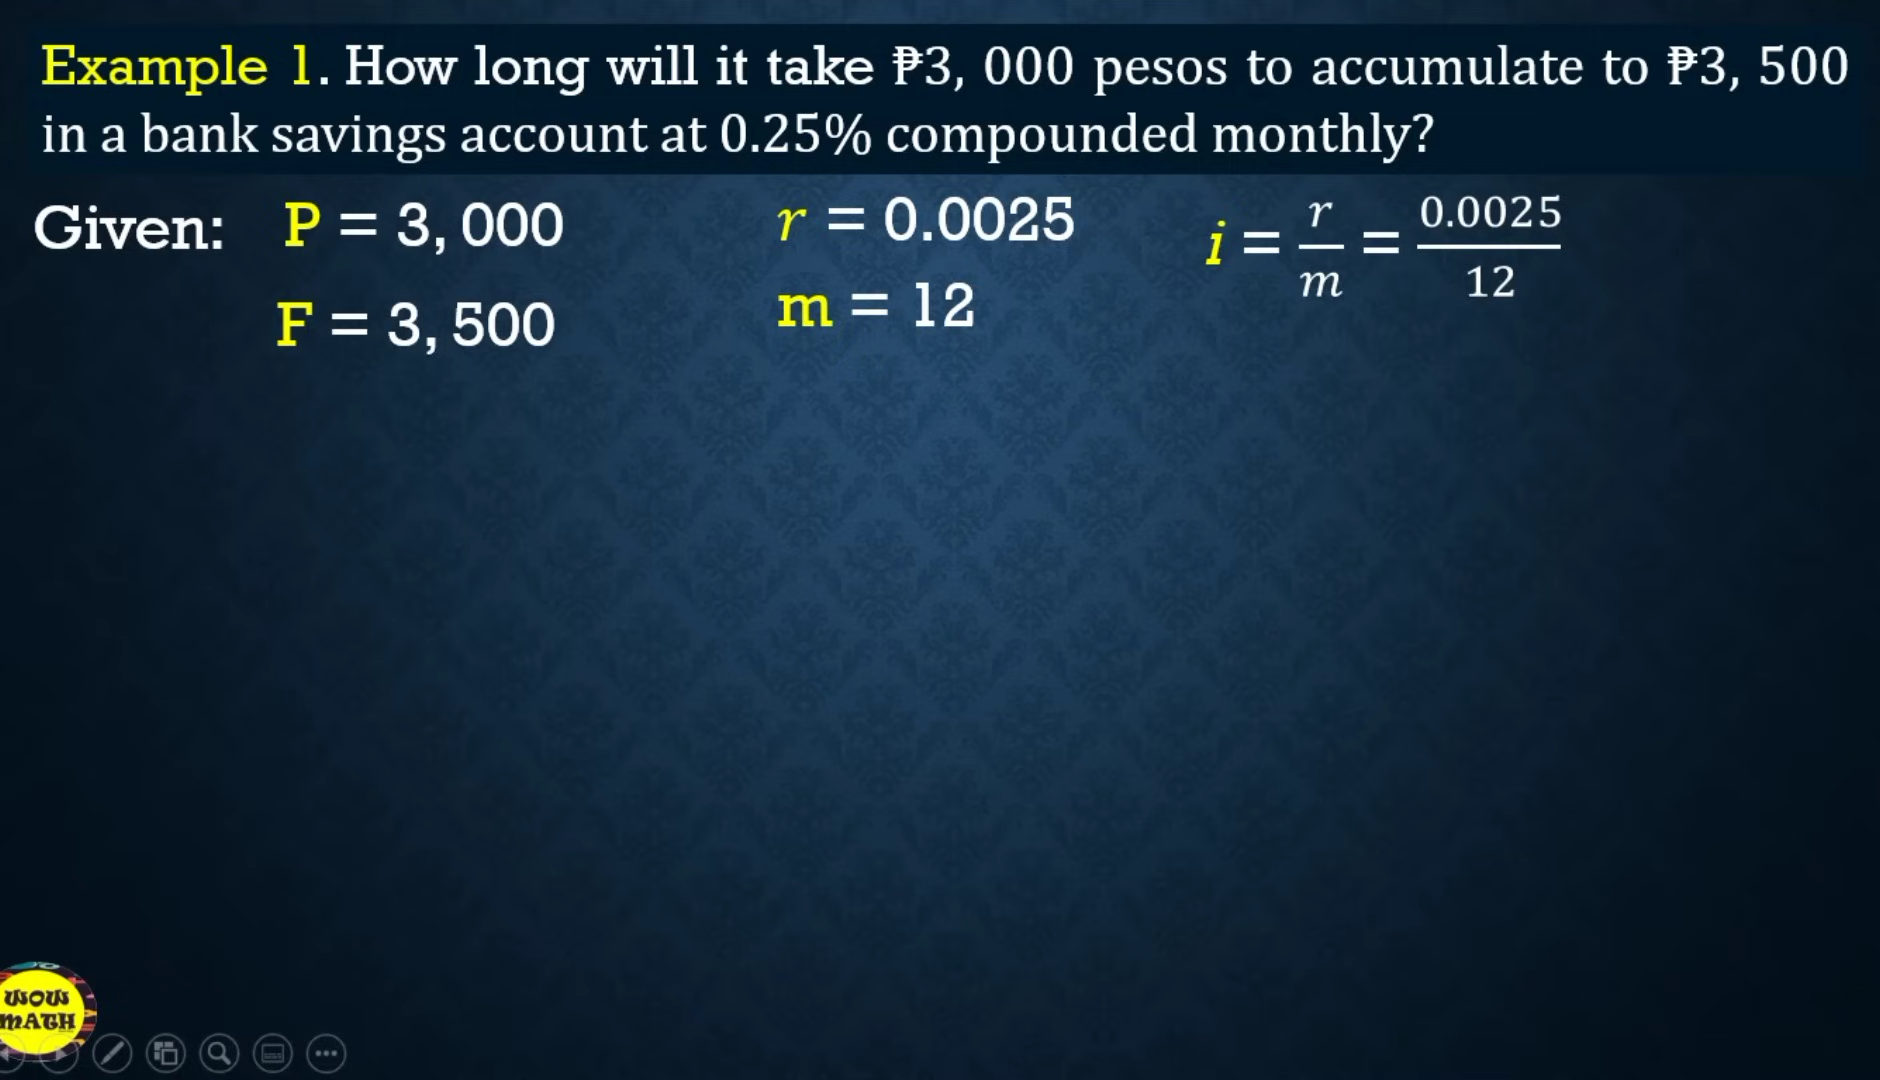 Example 1. How long will it take ₱3, 000 pesos to accumulate to ₱3, 500
in a bank savings account at 0.25% compounded monthly?
Given: P = 3, 000 r = 0.0025 i = r/m = 0.0025/12
F = 3, 500 m = 12
WOW
MATH